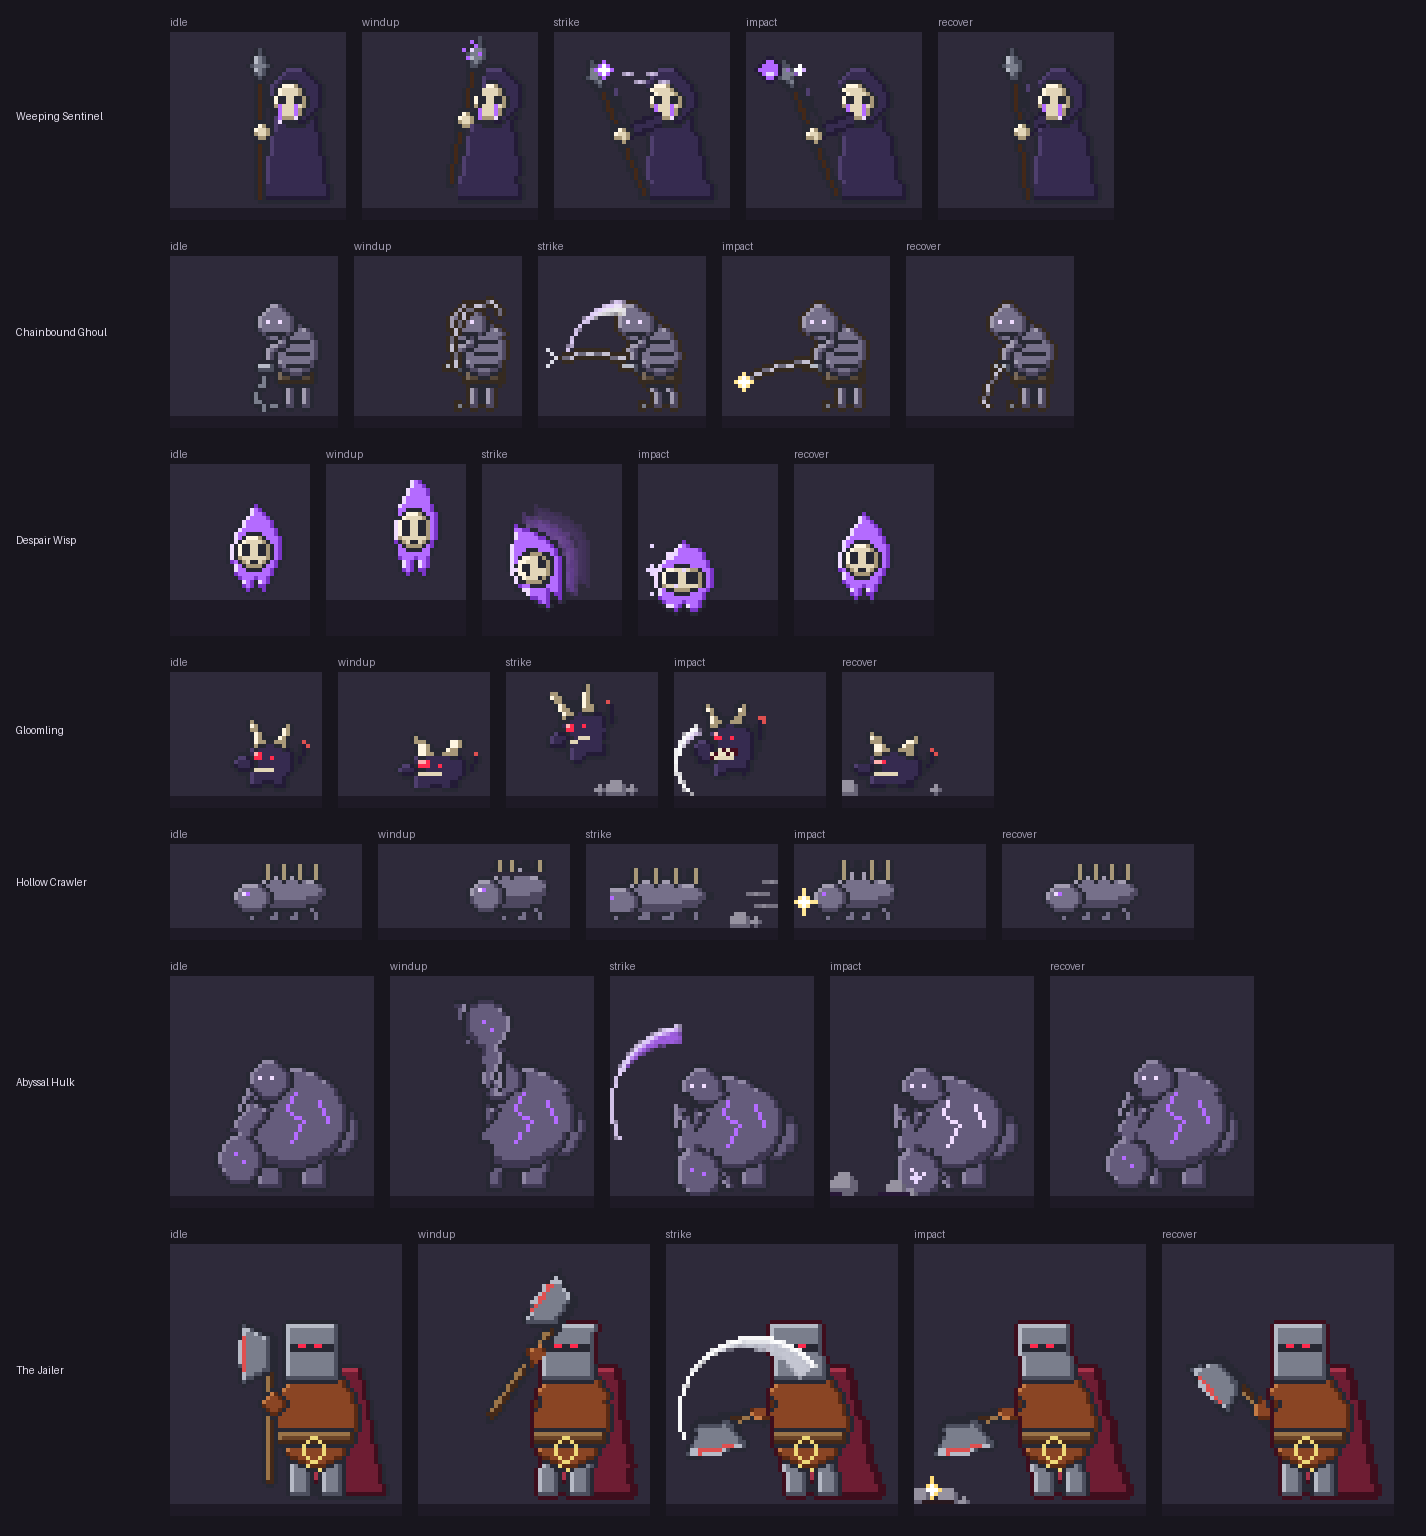 idle windup strike impact recover
Weeping Sentinel
idle windup strike impact recover
Chainbound Ghoul
idle windup strike impact recover
Despair Wisp
idle windup strike impact recover
Gloomling
idle windup strike impact recover
Hollow Crawler
idle windup strike impact recover
Abyssal Hulk
idle windup strike impact recover
The Jailer